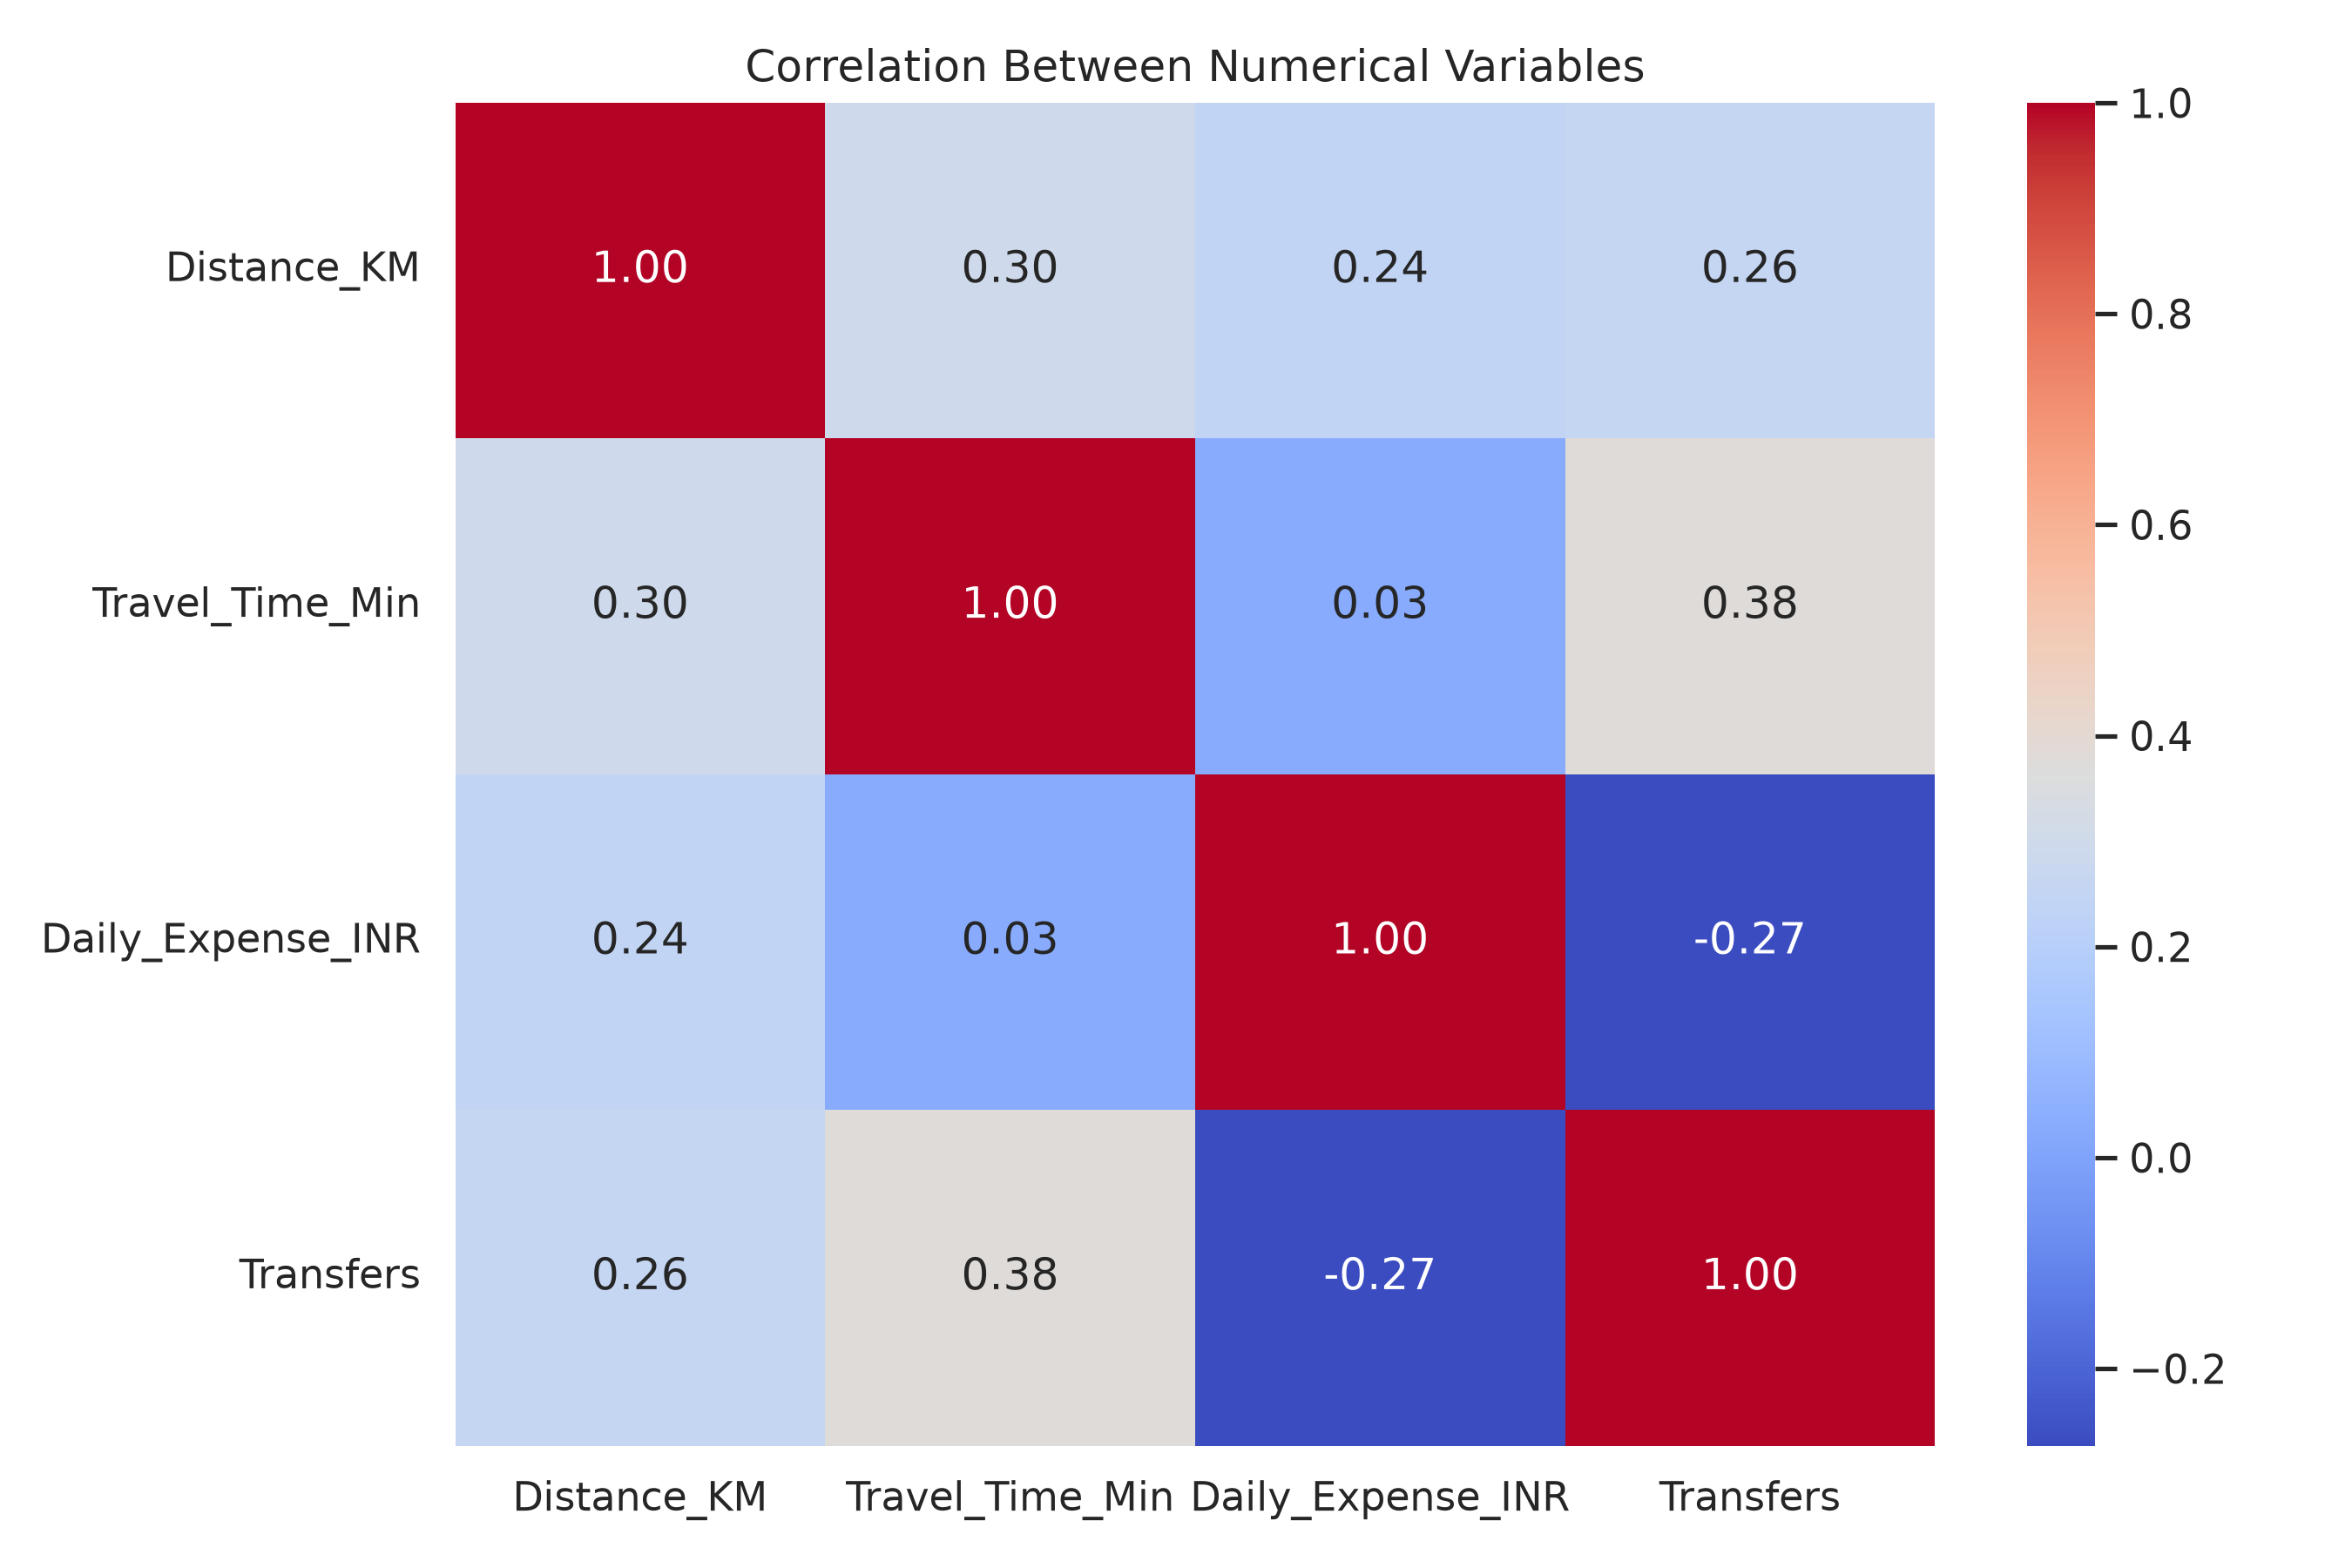 Correlation Between Numerical Variables
Distance_KM 1.00 0.30 0.24 0.26
Travel_Time_Min 0.30 1.00 0.03 0.38
Daily_Expense_INR 0.24 0.03 1.00 -0.27
Transfers 0.26 0.38 -0.27 1.00
Distance_KM Travel_Time_Min Daily_Expense_INR Transfers
1.0
0.8
0.6
0.4
0.2
0.0
−0.2